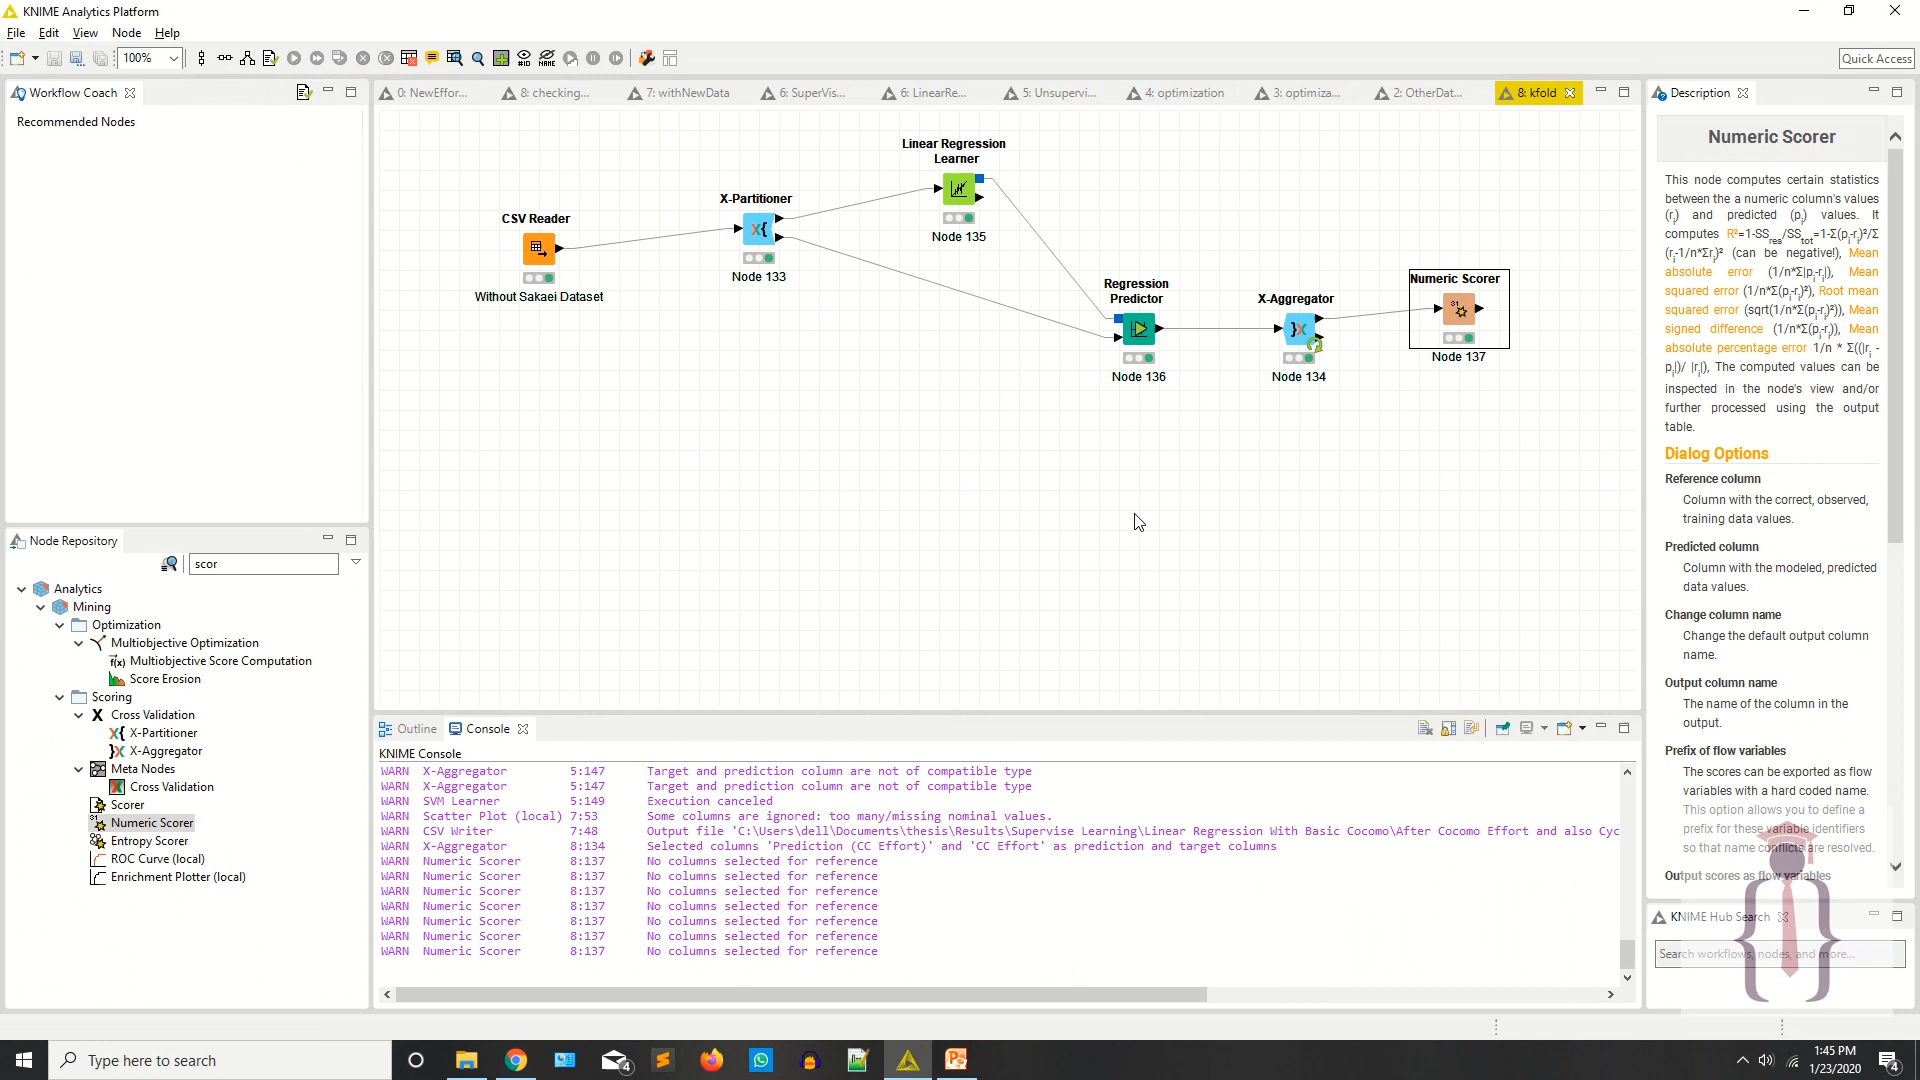 KNIME Analytics Platform
File Edit View Node Help
100%
Quick Access
Workflow Coach
Recommended Nodes
0: NewEffor...
8: checking...
7: withNewData
6: SuperVis...
6: LinearRe...
5: Unsupervi...
4: optimization
3: optimiza...
2: OtherDat...
8: kfold
Linear Regression
Learner
Node 135
X-Partitioner
Node 133
CSV Reader
Without Sakaei Dataset
Regression
Predictor
Node 136
X-Aggregator
Node 134
Numeric Scorer
Node 137
Description
Numeric Scorer
This node computes certain statistics
between the a numeric column's values
(ri) and predicted (pi) values. It
computes R²=1-SSres/SStot=1-Σ(pi-ri)²/Σ
(ri-1/n*Σri)² (can be negative!), Mean
absolute error (1/n*Σ|pi-ri|), Mean
squared error (1/n*Σ(pi-ri)²), Root mean
squared error (sqrt(1/n*Σ(pi-ri)²)), Mean
signed difference (1/n*Σ(pi-ri)), Mean
absolute percentage error 1/n * Σ((|ri -
pi|)/ |ri|), The computed values can be
inspected in the node's view and/or
further processed using the output
table.
Dialog Options
Reference column
Column with the correct, observed,
training data values.
Predicted column
Column with the modeled, predicted
data values.
Change column name
Change the default output column
name.
Output column name
The name of the column in the
output.
Prefix of flow variables
The scores can be exported as flow
variables with a hard coded name.
This option allows you to define a
prefix for these variable identifiers
so that name conflicts are resolved.
Output scores as flow variables
KNIME Hub Search
Search workflows, nodes, and more...
Node Repository
scor
Analytics
Mining
Optimization
Multiobjective Optimization
f(x) Multiobjective Score Computation
Score Erosion
Scoring
Cross Validation
X-Partitioner
X-Aggregator
Meta Nodes
Cross Validation
Scorer
Numeric Scorer
Entropy Scorer
ROC Curve (local)
Enrichment Plotter (local)
Outline Console
KNIME Console
WARN X-Aggregator 5:147 Target and prediction column are not of compatible type
WARN X-Aggregator 5:147 Target and prediction column are not of compatible type
WARN SVM Learner 5:149 Execution canceled
WARN Scatter Plot (local) 7:53 Some columns are ignored: too many/missing nominal values.
WARN CSV Writer 7:48 Output file 'C:\Users\dell\Documents\thesis\Results\Supervise Learning\Linear Regression With Basic Cocomo\After Cocomo Effort and also Cyc
WARN X-Aggregator 8:134 Selected columns 'Prediction (CC Effort)' and 'CC Effort' as prediction and target columns
WARN Numeric Scorer 8:137 No columns selected for reference
WARN Numeric Scorer 8:137 No columns selected for reference
WARN Numeric Scorer 8:137 No columns selected for reference
WARN Numeric Scorer 8:137 No columns selected for reference
WARN Numeric Scorer 8:137 No columns selected for reference
WARN Numeric Scorer 8:137 No columns selected for reference
WARN Numeric Scorer 8:137 No columns selected for reference
Type here to search
4
1:45 PM
1/23/2020
4